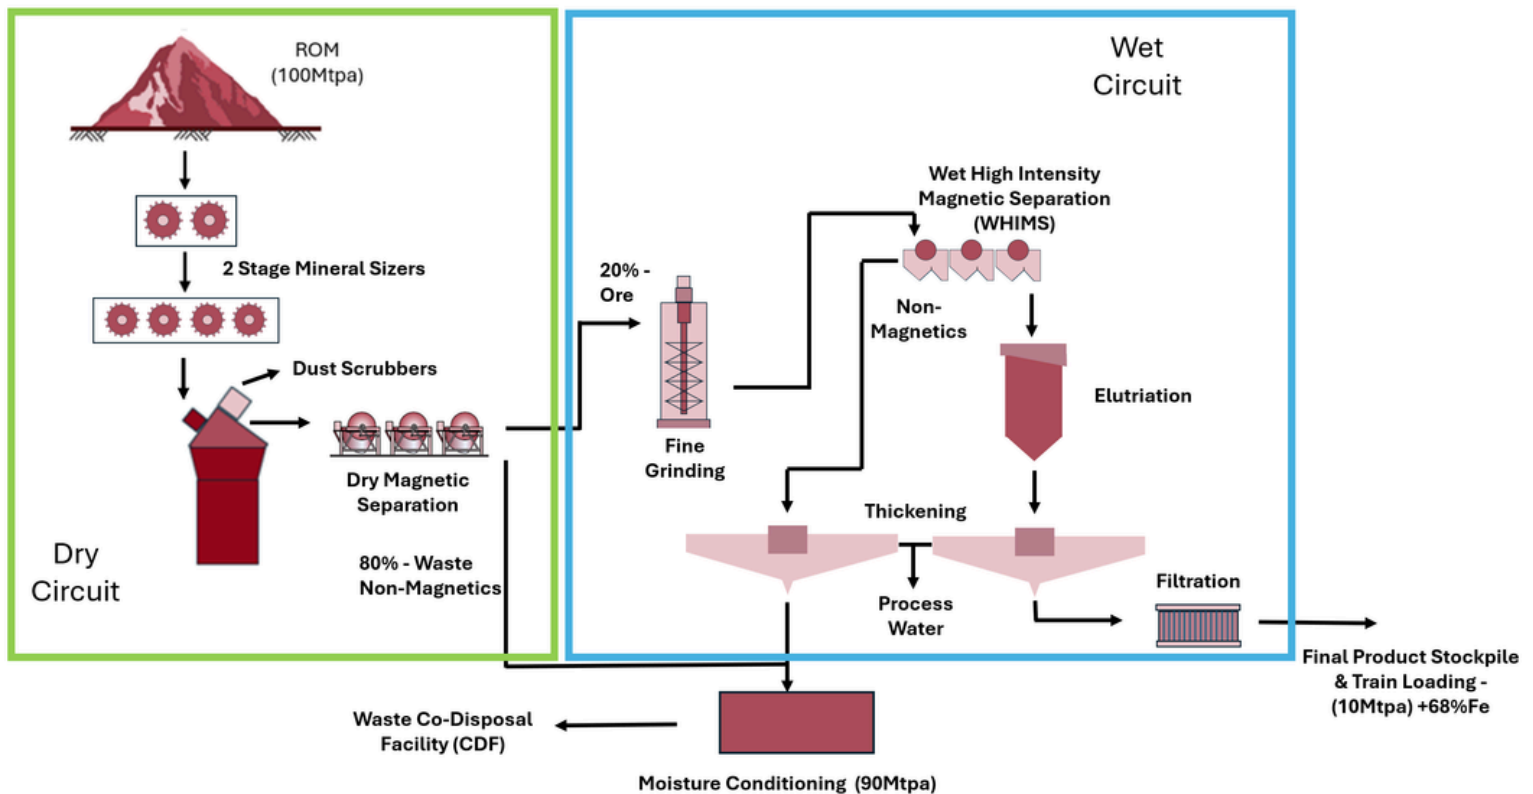 ROM
(100Mtpa)
2 Stage Mineral Sizers
Dust Scrubbers
Dry Magnetic
Separation
80% - Waste
Non-Magnetics
Dry
Circuit
Wet
Circuit
20% -
Ore
Fine
Grinding
Wet High Intensity
Magnetic Separation
(WHIMS)
Non-
Magnetics
Elutriation
Thickening
Process
Water
Filtration
Final Product Stockpile
& Train Loading -
(10Mtpa) +68%Fe
Waste Co-Disposal
Facility (CDF)
Moisture Conditioning (90Mtpa)